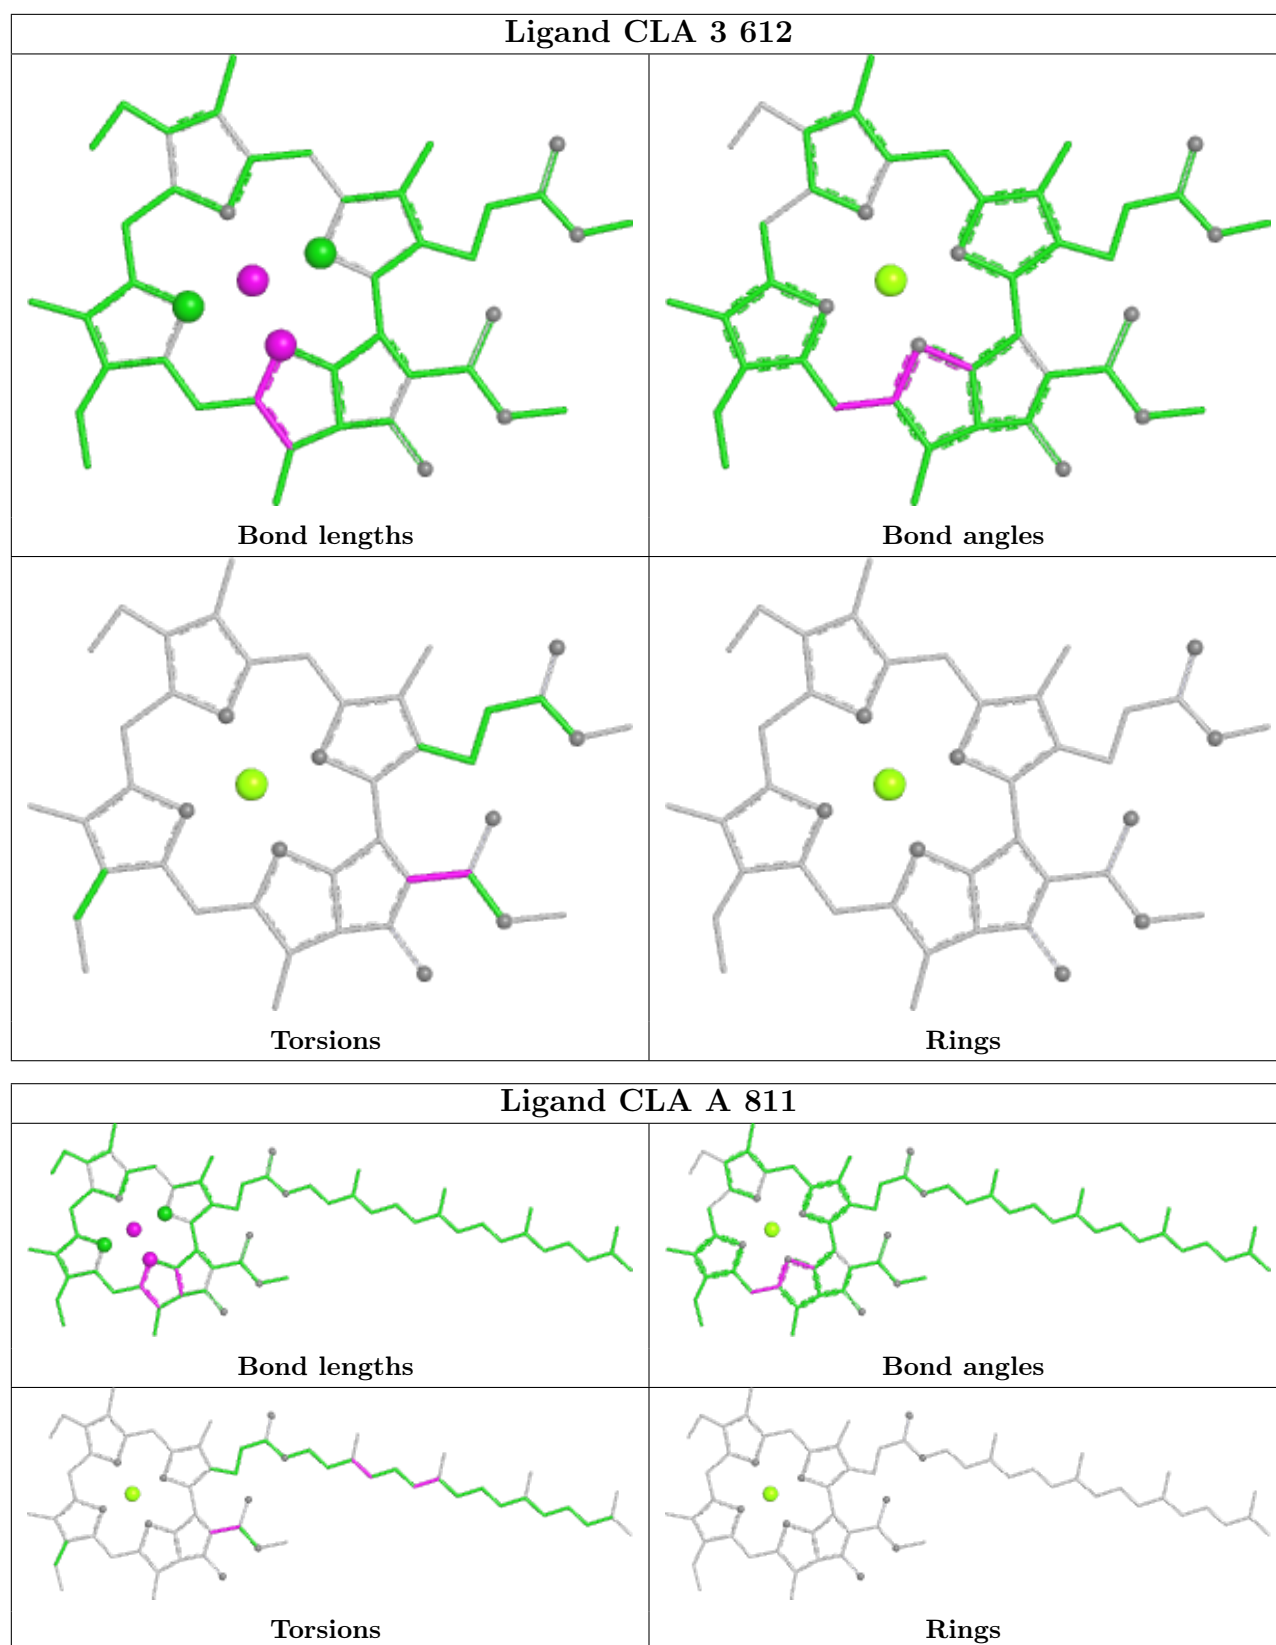 Ligand CLA 3 612
Bond lengths
Bond angles
Torsions
Rings
Ligand CLA A 811
Bond lengths
Bond angles
Torsions
Rings